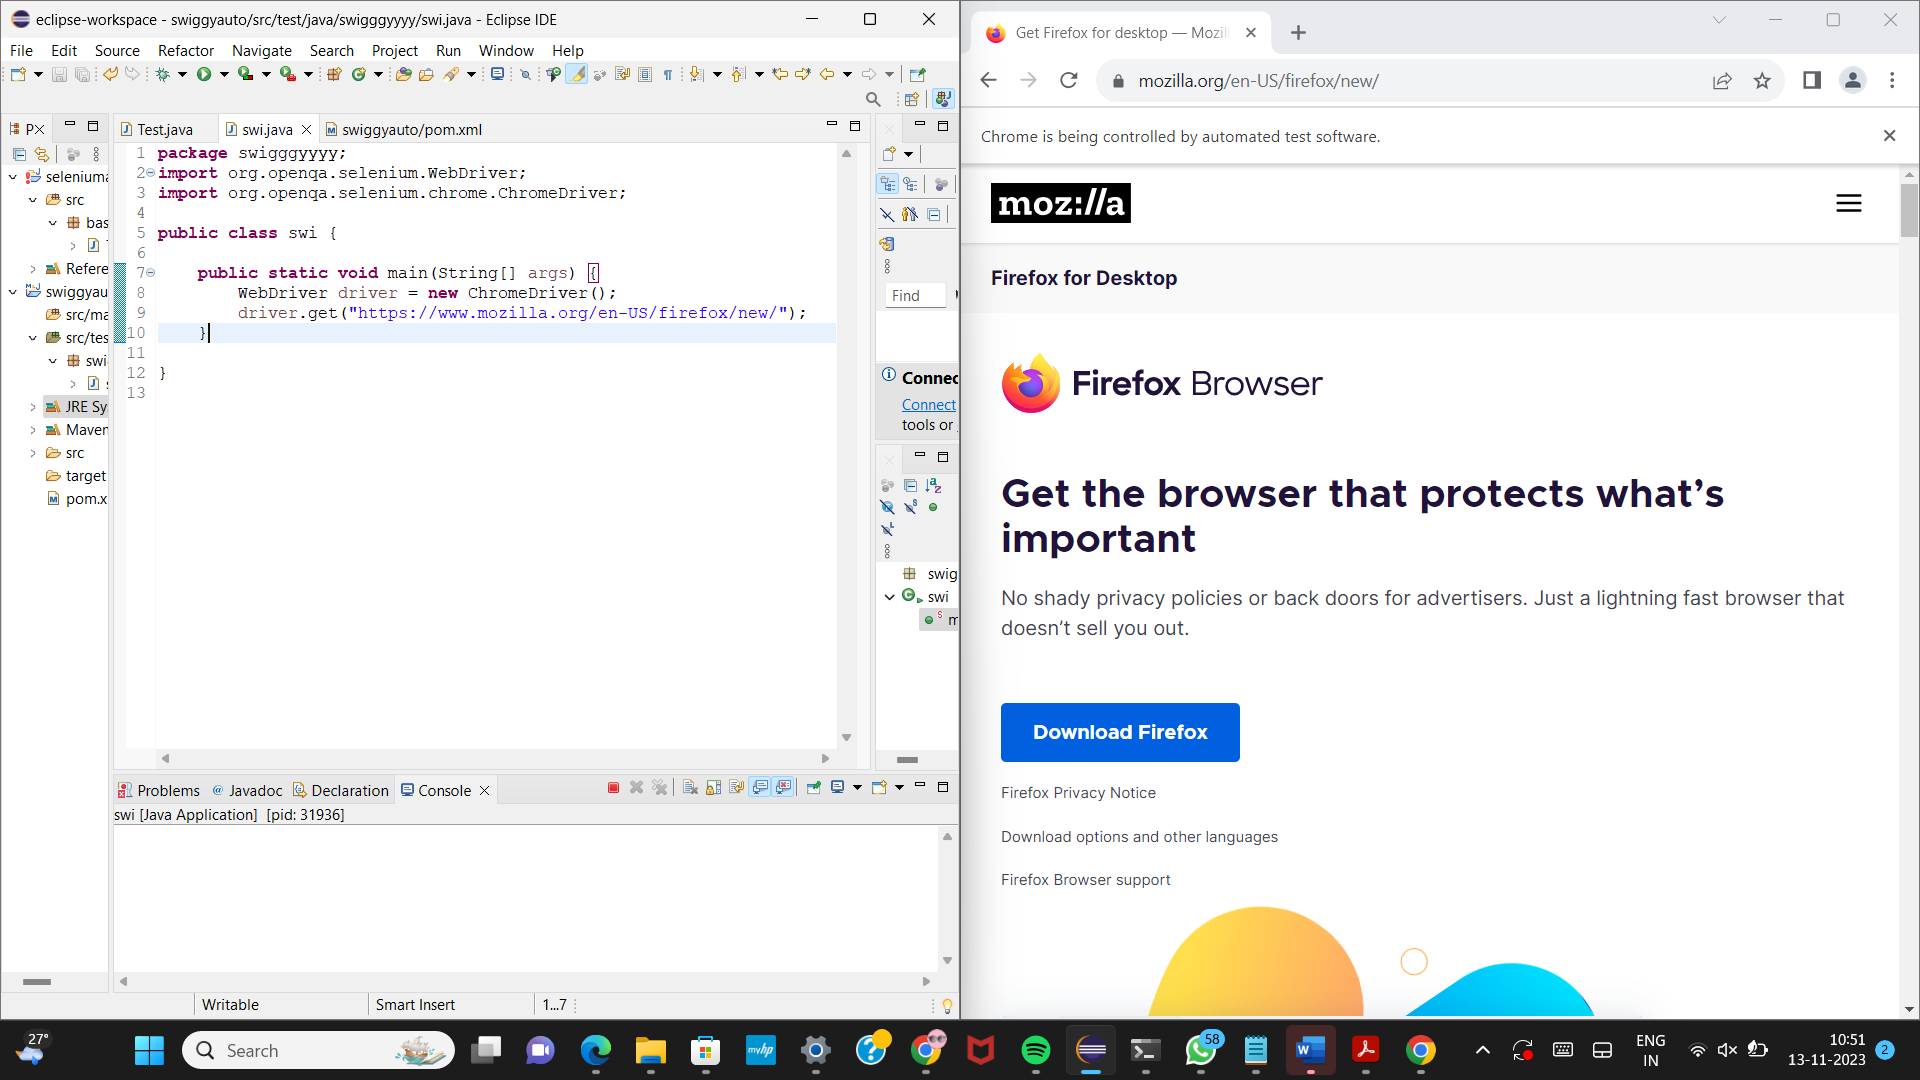 eclipse-workspace - swiggyauto/src/test/java/swigggyyyy/swi.java - Eclipse IDE
File Edit Source Refactor Navigate Search Project Run Window Help
P
Test.java
swi.java
swiggyauto/pom.xml
selenium
src
bas
Refere
swiggyau
src/ma
src/tes
swi
s
JRE Sy
Maven
src
target
pom.x
1 package swigggyyyy;
2 import org.openqa.selenium.WebDriver;
3 import org.openqa.selenium.chrome.ChromeDriver;
4
5 public class swi {
6
7 public static void main(String[] args) {
8 WebDriver driver = new ChromeDriver();
9 driver.get("https://www.mozilla.org/en-US/firefox/new/");
10 }
11
12 }
13
Find
Connec
Connect
tools or
swig
swi
m
Problems
@ Javadoc
Declaration
Console
swi [Java Application] [pid: 31936]
Writable
Smart Insert
1...7
Get Firefox for desktop — Mozil
mozilla.org/en-US/firefox/new/
Chrome is being controlled by automated test software.
moz://a
Firefox for Desktop
Firefox Browser
Get the browser that protects what’s
important
No shady privacy policies or back doors for advertisers. Just a lightning fast browser that
doesn’t sell you out.
Download Firefox
Firefox Privacy Notice
Download options and other languages
Firefox Browser support
27°
Search
myhp
58
ENG
IN
10:51
13-11-2023
2